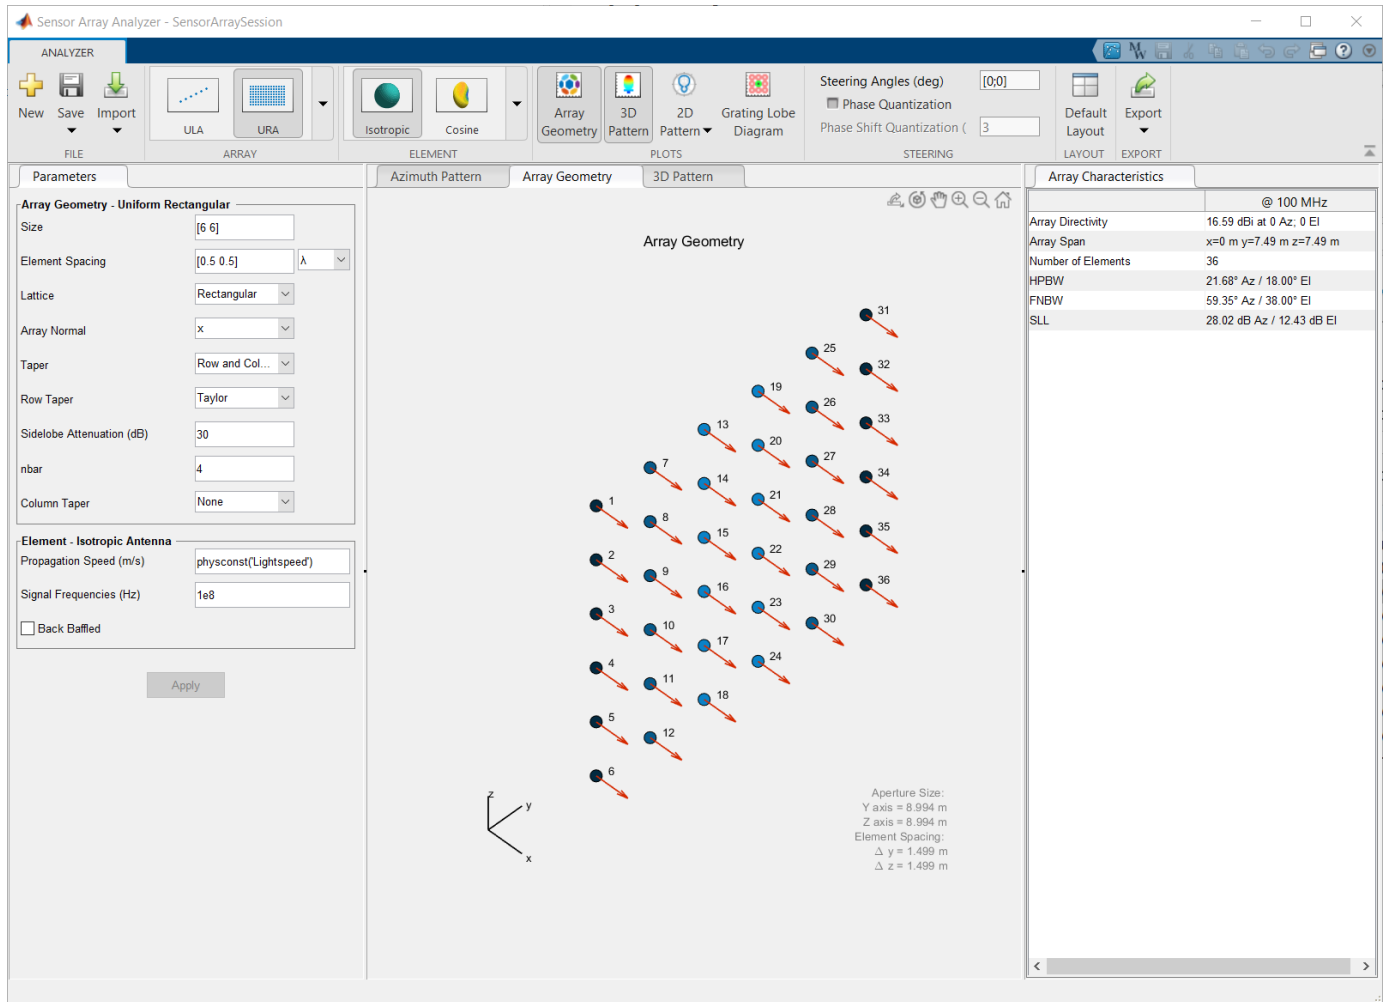 Sensor Array Analyzer - SensorArraySession
ANALYZER
New
Save
Import
FILE
ULA
URA
ARRAY
Isotropic
Cosine
ELEMENT
Array
Geometry
3D
Pattern
2D
Pattern
Grating Lobe
Diagram
PLOTS
Steering Angles (deg)
[0;0]
Phase Quantization
Phase Shift Quantization (
3
STEERING
Default
Layout
LAYOUT
Export
EXPORT
Parameters
Array Geometry - Uniform Rectangular
Size
[6 6]
Element Spacing
[0.5 0.5]
λ
Lattice
Rectangular
Array Normal
x
Taper
Row and Col...
Row Taper
Taylor
Sidelobe Attenuation (dB)
30
nbar
4
Column Taper
None
Element - Isotropic Antenna
Propagation Speed (m/s)
physconst('Lightspeed')
Signal Frequencies (Hz)
1e8
Back Baffled
Apply
Azimuth Pattern
Array Geometry
3D Pattern
Array Geometry
31
25
32
19
26
33
13
20
27
34
7
14
21
28
35
1
8
15
22
29
36
2
9
16
23
30
3
10
17
24
4
11
18
5
12
6
z
y
x
Aperture Size:
Y axis = 8.994 m
Z axis = 8.994 m
Element Spacing:
Δ y = 1.499 m
Δ z = 1.499 m
Array Characteristics
@ 100 MHz
Array Directivity 16.59 dBi at 0 Az; 0 El
Array Span x=0 m y=7.49 m z=7.49 m
Number of Elements 36
HPBW 21.68° Az / 18.00° El
FNBW 59.35° Az / 38.00° El
SLL 28.02 dB Az / 12.43 dB El